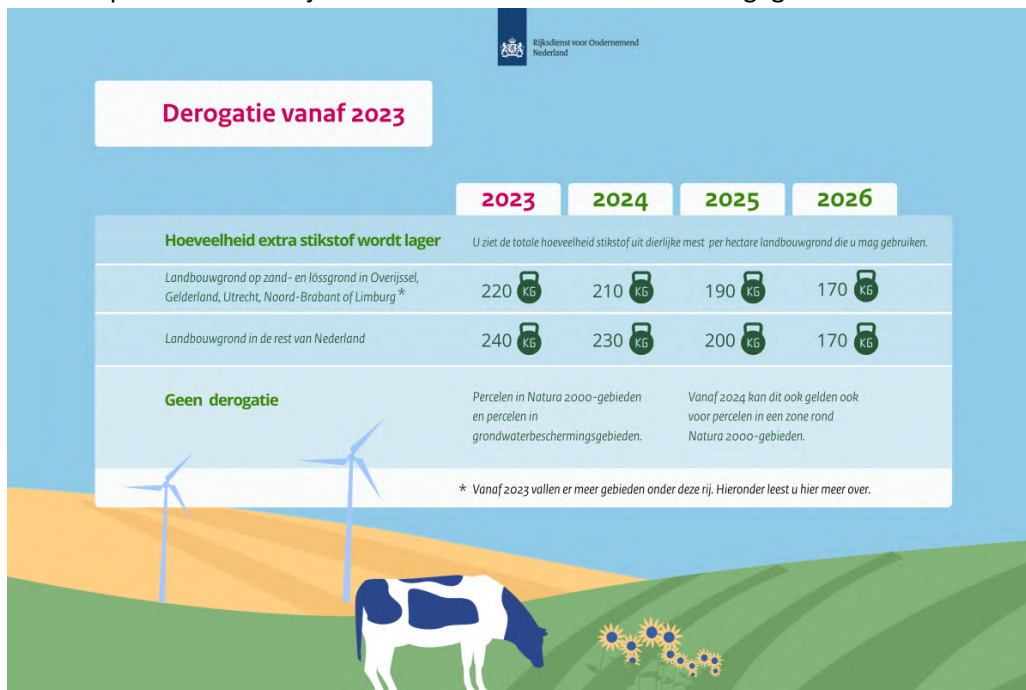 Rijksdienst voor Ondernemend
Nederland
Derogatie vanaf 2023
2023 2024 2025 2026
Hoeveelheid extra stikstof wordt lager U ziet de totale hoeveelheid stikstof uit dierlijke mest per hectare landbouwgrond die u mag gebruiken.
Landbouwgrond op zand- en lössgrond in Overijssel,
Gelderland, Utrecht, Noord-Brabant of Limburg *
220 KG 210 KG 190 KG 170 KG
Landbouwgrond in de rest van Nederland 240 KG 230 KG 200 KG 170 KG
Geen derogatie
Percelen in Natura 2000-gebieden
en percelen in
grondwaterbeschermingsgebieden.
Vanaf 2024 kan dit ook gelden ook
voor percelen in een zone rond
Natura 2000-gebieden.
* Vanaf 2023 vallen er meer gebieden onder deze rij. Hieronder leest u hier meer over.